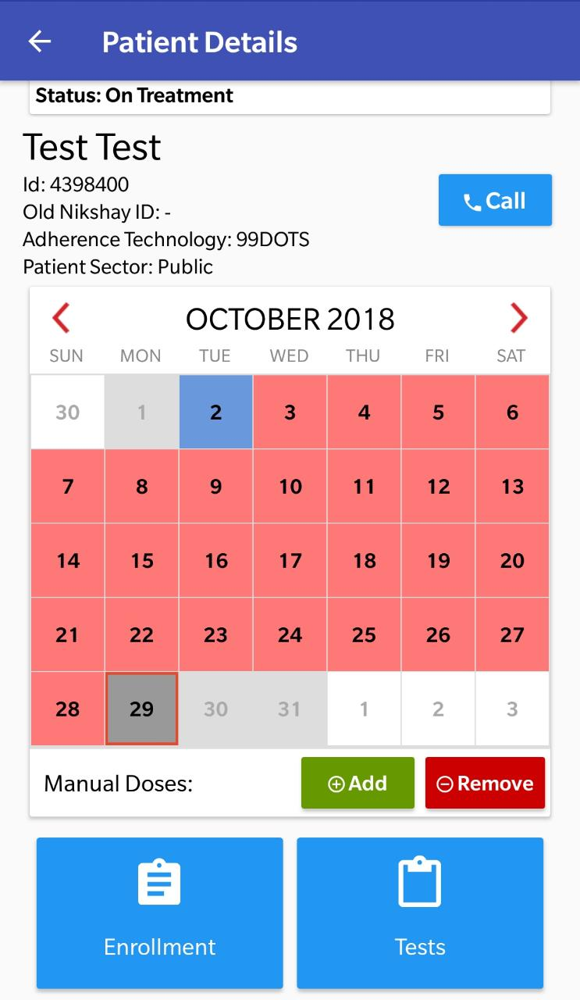 Patient Details
Status: On Treatment
Test Test
Id: 4398400
Old Nikshay ID: -
Call
Adherence Technology: 99DOTS
Patient Sector: Public
OCTOBER 2018
SUN MON TUE WED THU FRI SAT
30 1 2 3 4 5 6
7 8 9 10 11 12 13
14 15 16 17 18 19 20
21 22 23 24 25 26 27
28 29 30 31 1 2 3
Manual Doses: Add Remove
Enrollment Tests